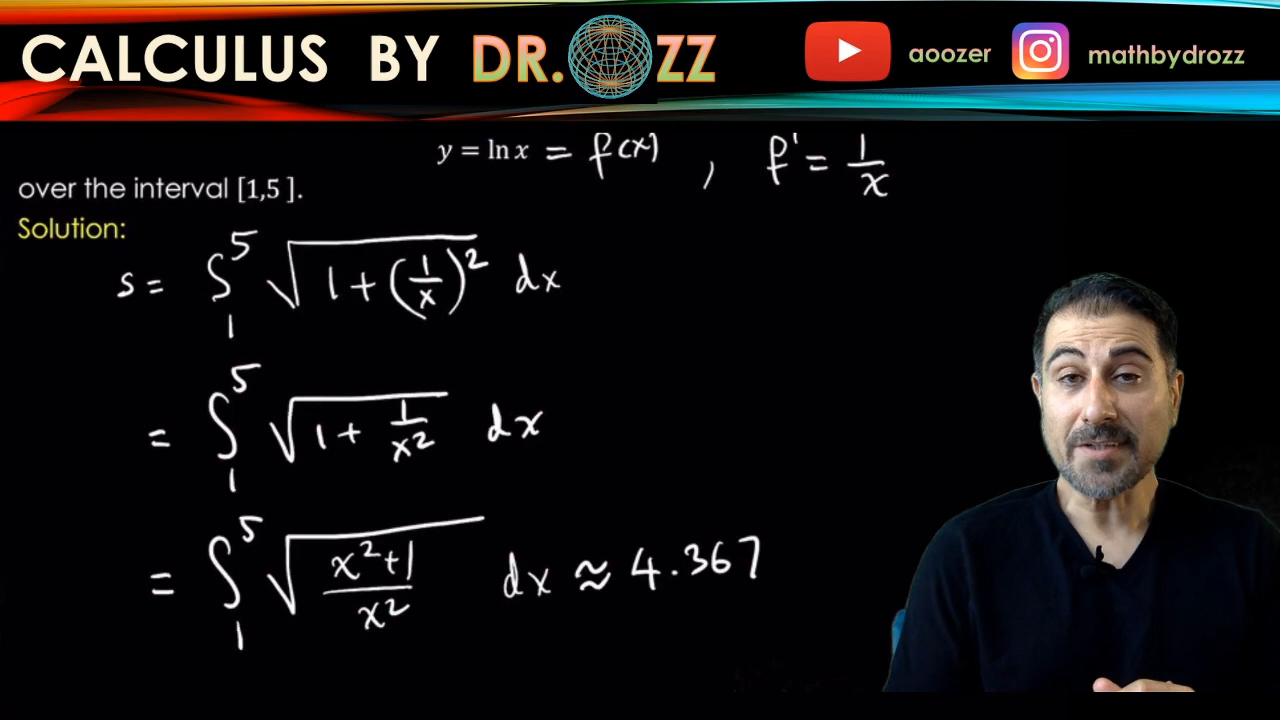 CALCULUS BY DR. ZZ
aoozer
mathbydrozz
y = ln x = f(x) , f' = 1/x
over the interval [1,5 ].
Solution:
s = ∫₁⁵ √(1 + (1/x)²) dx
= ∫₁⁵ √(1 + 1/x²) dx
= ∫₁⁵ √((x²+1)/x²) dx ≈ 4.367